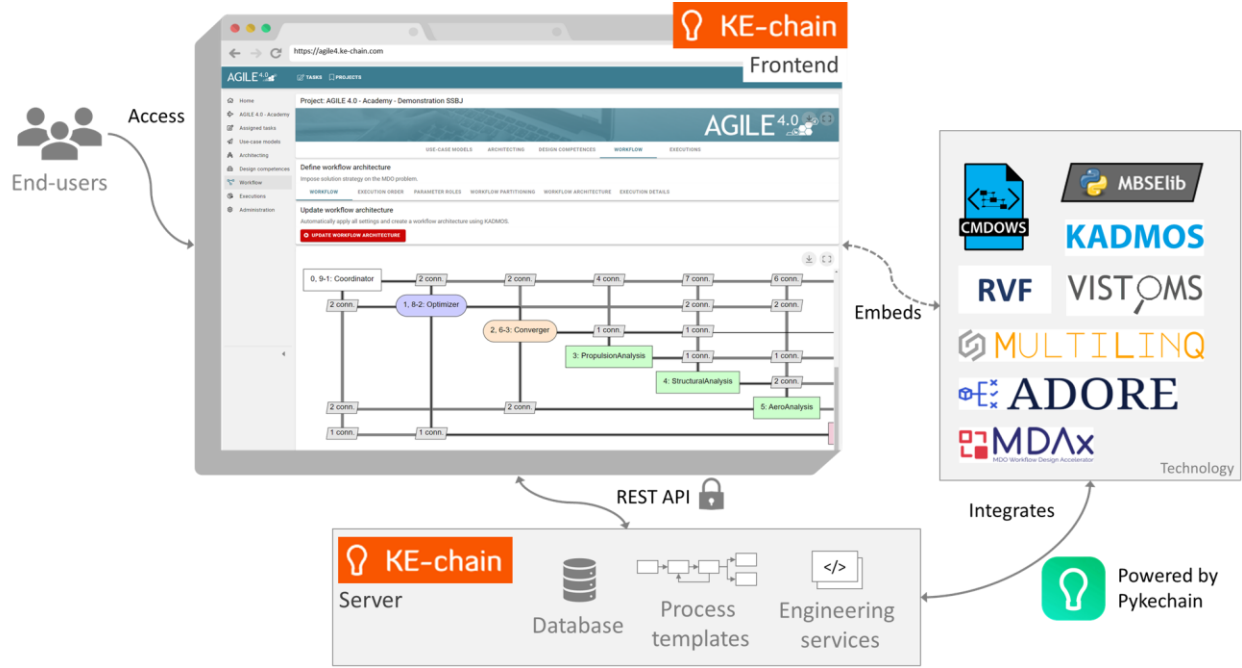 KE-chain
Frontend
https://agile4.ke-chain.com
AGILE 4.0
TASKS PROJECTS
Home
AGILE 4.0 - Academy
Assigned tasks
Use-case models
Architecting
Design competences
Workflow
Executions
Administration
Project: AGILE 4.0 - Academy - Demonstration SSBJ
AGILE 4.0
USE-CASE MODELS ARCHITECTING DESIGN COMPETENCES WORKFLOW EXECUTIONS
Define workflow architecture
Impose solution strategy on the MDO problem.
WORKFLOW EXECUTION ORDER PARAMETER ROLES WORKFLOW PARTITIONING WORKFLOW ARCHITECTURE EXECUTION DETAILS
Update workflow architecture
Automatically apply all settings and create a workflow architecture using KADMOS.
UPDATE WORKFLOW ARCHITECTURE
0, 9-1: Coordinator 2 conn. 2 conn. 4 conn. 7 conn. 6 conn.
2 conn. 1, 8-2: Optimizer 2 conn. 2 conn.
2, 6-3: Converger 1 conn. 1 conn.
3: PropulsionAnalysis 1 conn. 1 conn.
4: StructuralAnalysis 2 conn.
2 conn. 2 conn. 5: AeroAnalysis
1 conn. 1 conn.
Access
End-users
Embeds
CMDOWS
MBSElib
KADMOS
RVF
VISTOMS
MULTILINQ
ADORE
MDAx
MDO Workflow Design Accelerator
Technology
REST API
Integrates
KE-chain
Server
Database
Process
templates
</>
Engineering
services
Powered by
Pykechain